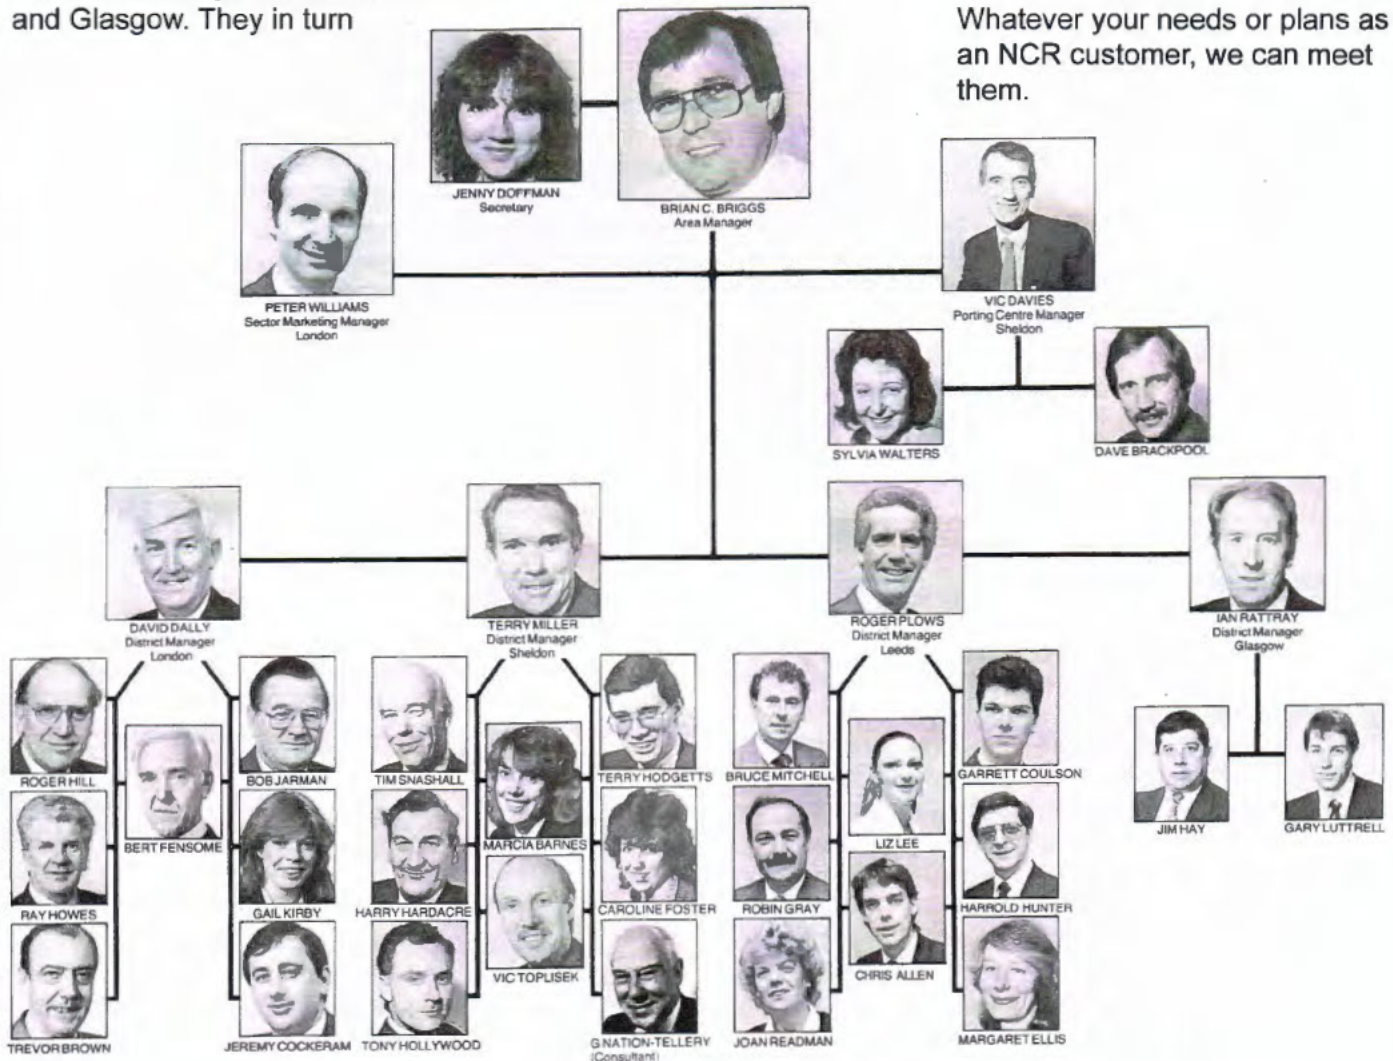 and Glasgow. They in turn
Whatever your needs or plans as
an NCR customer, we can meet
them.
JENNY DOFFMAN
Secretary
BRIAN C. BRIGGS
Area Manager
PETER WILLIAMS
Sector Marketing Manager
London
VIC DAVIES
Porting Centre Manager
Sheldon
SYLVIA WALTERS
DAVE BRACKPOOL
DAVID DALLY
District Manager
London
TERRY MILLER
District Manager
Sheldon
ROGER PLOWS
District Manager
Leeds
IAN RATTRAY
District Manager
Glasgow
ROGER HILL
BERT FENSOME
BOB JARMAN
RAY HOWES
GAIL KIRBY
TREVOR BROWN
JEREMY COCKERAM
TIM SNASHALL
MARCIA BARNES
TERRY HODGETTS
HARRY HARDACRE
CAROLINE FOSTER
VIC TOPLISEK
TONY HOLLYWOOD
G NATION-TELLERY
(Consultant)
BRUCE MITCHELL
LIZ LEE
GARRETT COULSON
ROBIN GRAY
HARROLD HUNTER
CHRIS ALLEN
JOAN READMAN
MARGARET ELLIS
JIM HAY
GARY LUTTRELL